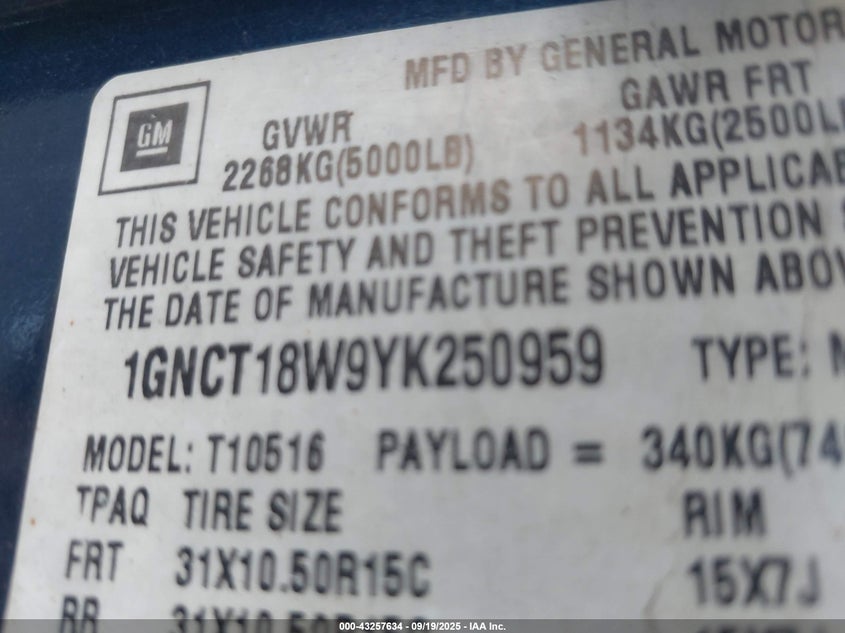 MFD BY GENERAL MOTOR
GM
GVWR
GAWR FRT
2268KG(5000LB)
1134KG(2500L
THIS VEHICLE CONFORMS TO ALL APPLICAB
VEHICLE SAFETY AND THEFT PREVENTION
THE DATE OF MANUFACTURE SHOWN ABOV
1GNCT18W9YK250959
TYPE:
MODEL: T10516 PAYLOAD = 340KG(74
TPAQ TIRE SIZE RIM
FRT 31X10.50R15C 15X7J
RR
000-43257634 - 09/19/2025 - IAA Inc.